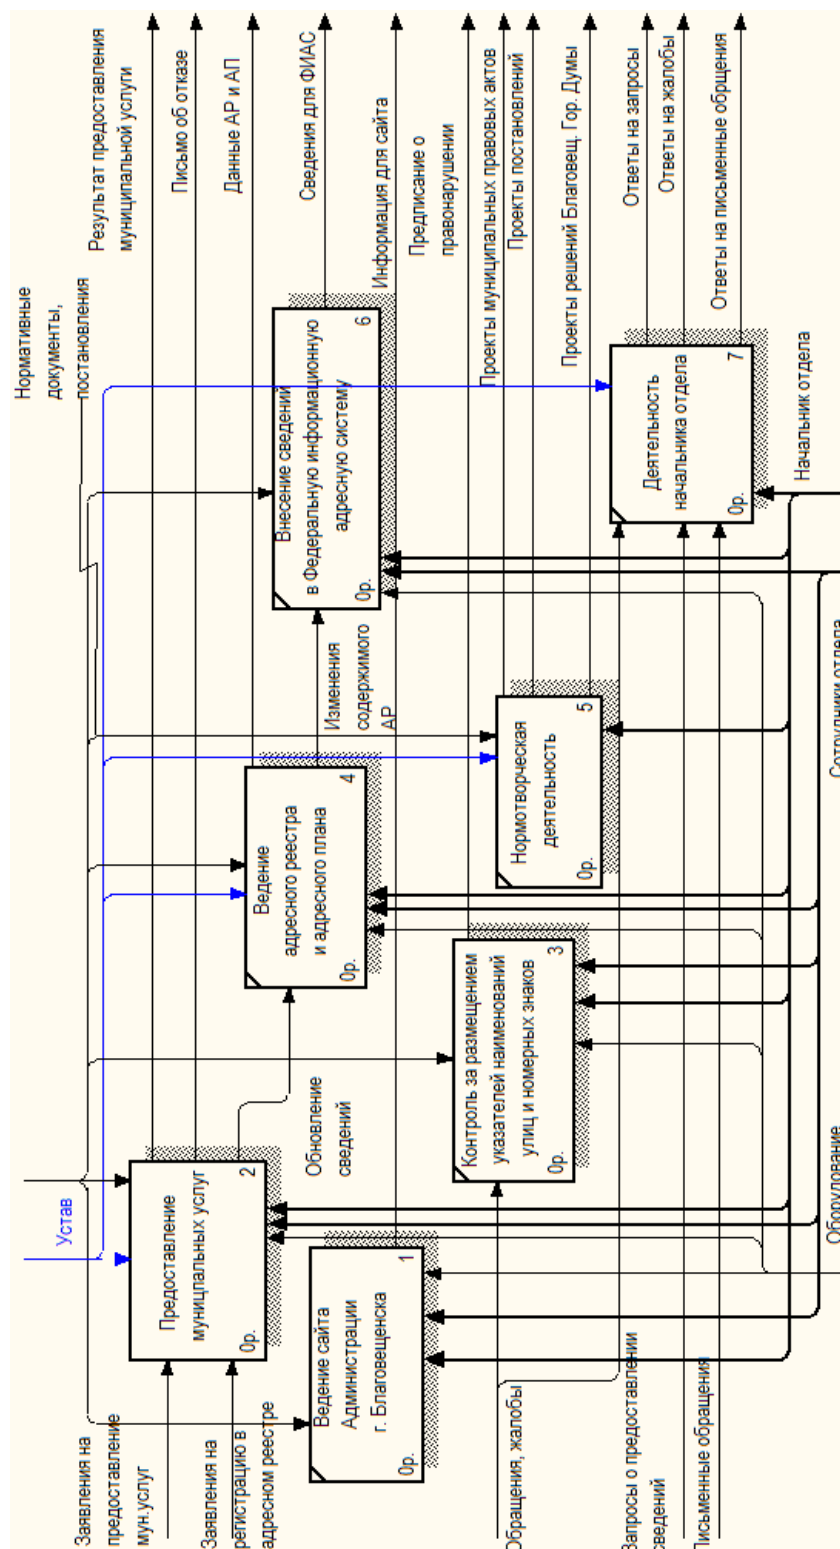 Нормативные
документы,
постановления
Результат предоставления
муниципальной услуги
Письмо об отказе
Данные АР и АП
Сведения для ФИАС
Информация для сайта
Предписание о
правонарушении
Проекты муниципальных правовых актов
Проекты постановлений
Проекты решений Благовещ. Гор. Думы
Ответы на запросы
Ответы на жалобы
Ответы на письменные обрщения
Внесение сведений
в Федеральную информационную
адресную систему
0р.
6
Деятельность
начальника отдела
0р.
7
Начальник отдела
Изменения
содержимого
АР
Ведение
адресного реестра
и адресного плана
0р.
4
Нормотворческая
деятельность
0р.
5
Сотрудники отдела
Устав
Предоставление
муницпальных услуг
0р.
2
Обновление
сведений
Контроль за размещением
указателей наименований
улиц и номерных знаков
0р.
3
Ведение сайта
Администрации
г. Благовещенска
0р.
1
Оборудование
Заявления на
предоставление
мун.услуг
Заявления на
регистрацию в
адресном реестре
Обращения, жалобы
Запросы о предоставлении
сведений
Письменные обращения